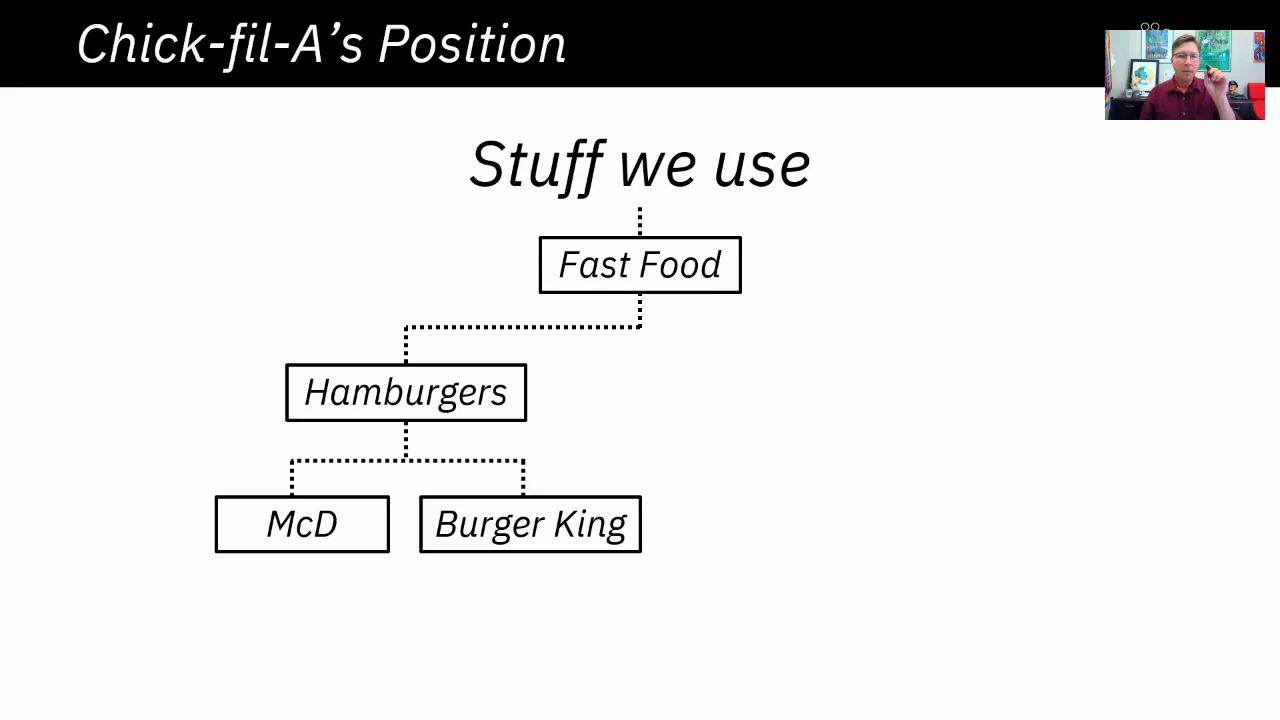 Chick-fil-A’s Position
Stuff we use
Fast Food
Hamburgers
McD
Burger King